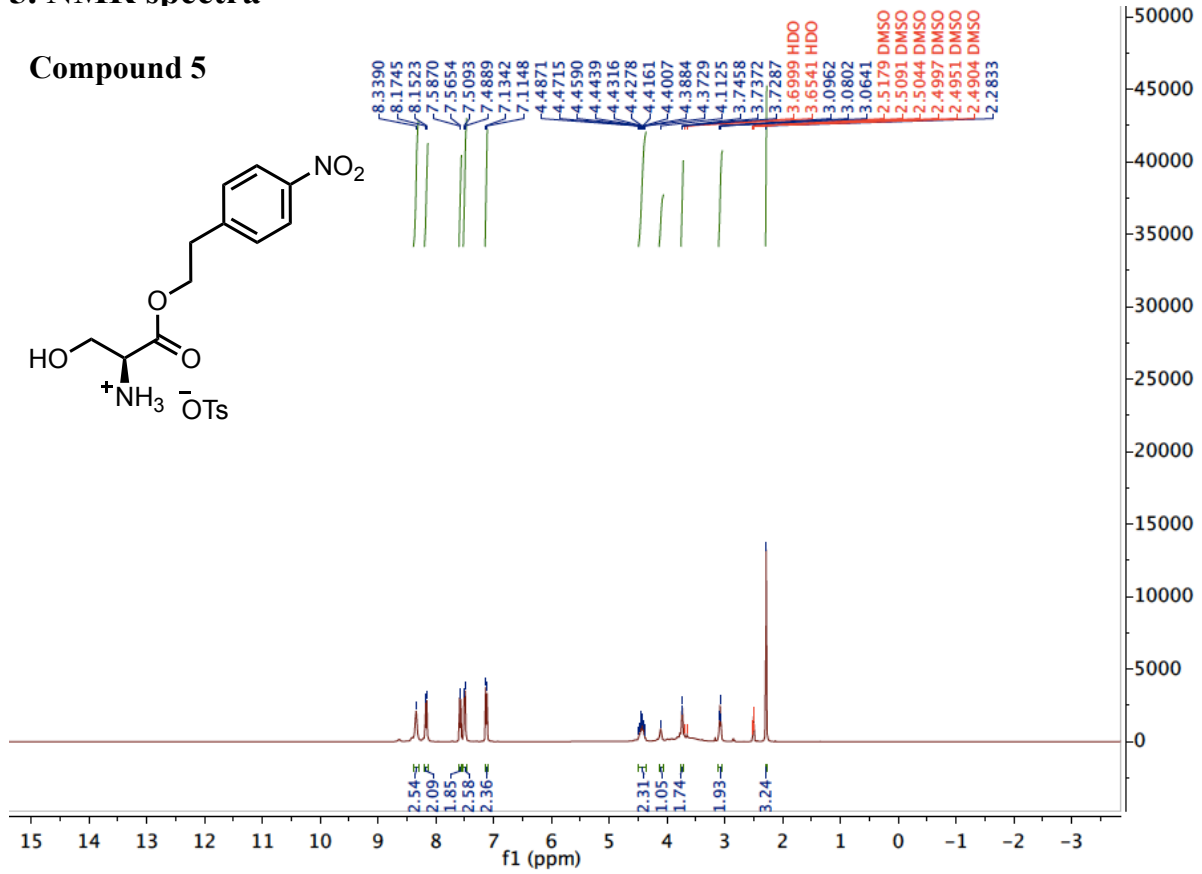 3. NMR spectra
Compound 5
8.3390
8.1745
8.1523
7.5870
7.5654
7.5093
7.4889
7.1342
7.1148
4.4871
4.4715
4.4590
4.4439
4.4316
4.4278
4.4161
4.4007
4.3884
4.3729
4.1125
3.7458
3.7372
3.7287
3.6999 HDO
3.6541 HDO
3.0962
3.0802
3.0641
2.5179 DMSO
2.5091 DMSO
2.5044 DMSO
2.4997 DMSO
2.4951 DMSO
2.4904 DMSO
2.2833
NO2
O
HO
O
+NH3 −OTs
50000
45000
40000
35000
30000
25000
20000
15000
10000
5000
0
2.54
2.09
1.85
2.58
2.36
2.31
1.05
1.74
1.93
3.24
15 14 13 12 11 10 9 8 7 6 5 4 3 2 1 0 −1 −2 −3
f1 (ppm)